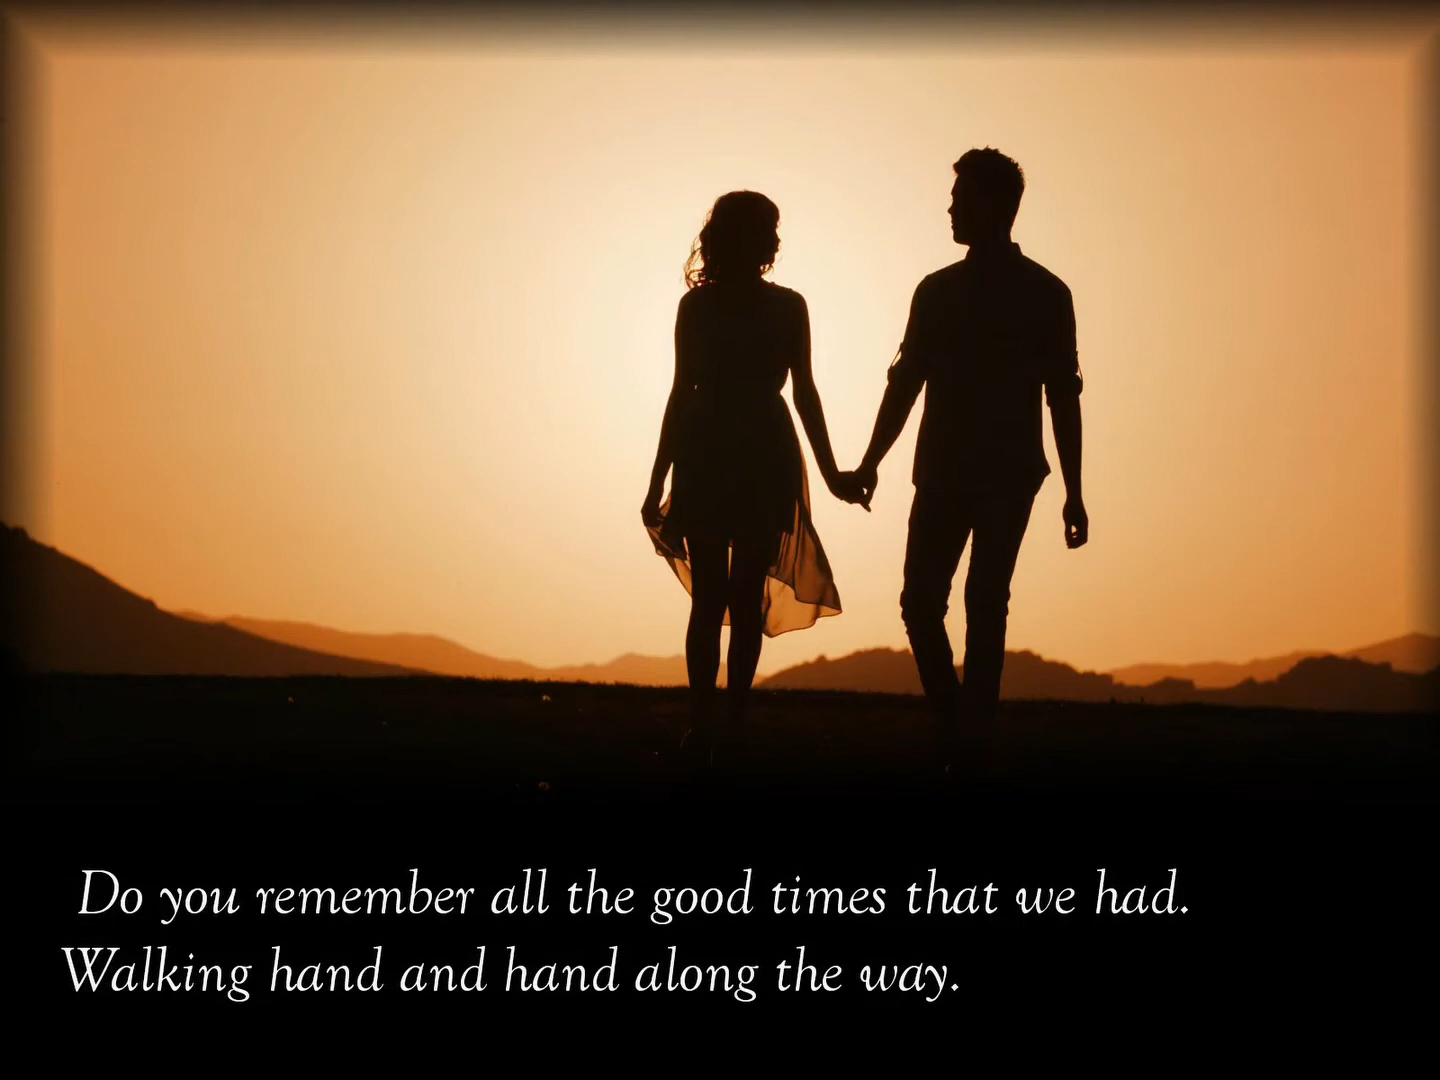 Do you remember all the good times that we had.
Walking hand and hand along the way.